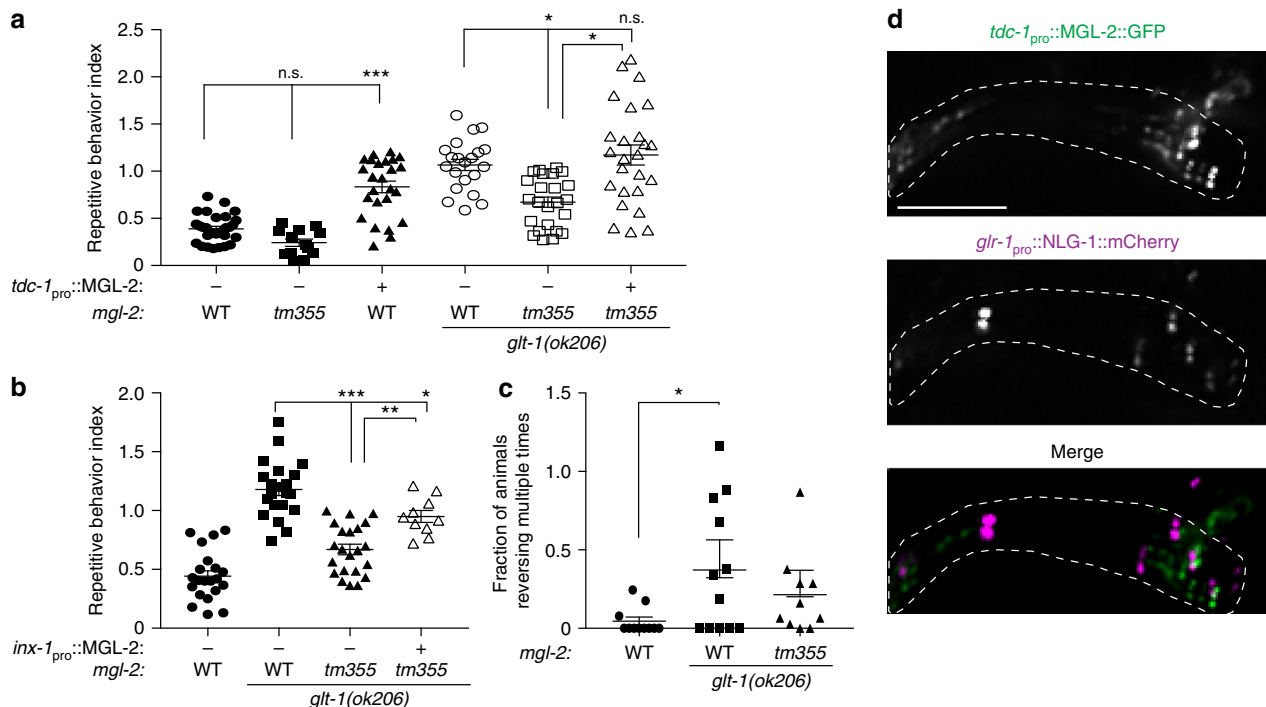 a
Repetitive behavior index
2.5
2.0
1.5
1.0
0.5
0
n.s.
***
*
*
n.s.
tdc-1pro::MGL-2: – – + – – +
mgl-2: WT tm355 WT WT tm355 tm355
glt-1(ok206)
b
Repetitive behavior index
2.0
1.5
1.0
0.5
0
***
*
**
inx-1pro::MGL-2: – – – +
mgl-2: WT WT tm355 tm355
glt-1(ok206)
c
Fraction of animals
reversing multiple times
1.5
1.0
0.5
0
*
mgl-2: WT WT tm355
glt-1(ok206)
d
tdc-1pro::MGL-2::GFP
glr-1pro::NLG-1::mCherry
Merge